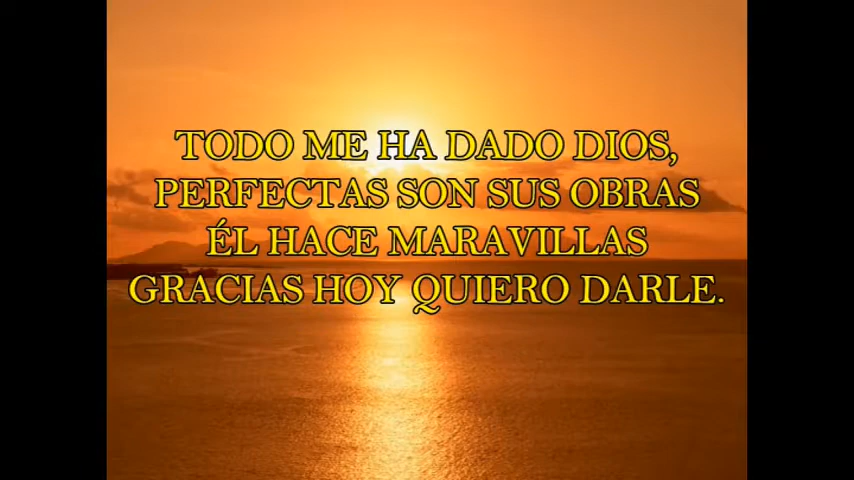 TODO ME HA DADO DIOS,
PERFECTAS SON SUS OBRAS
ÉL HACE MARAVILLAS
GRACIAS HOY QUIERO DARLE.